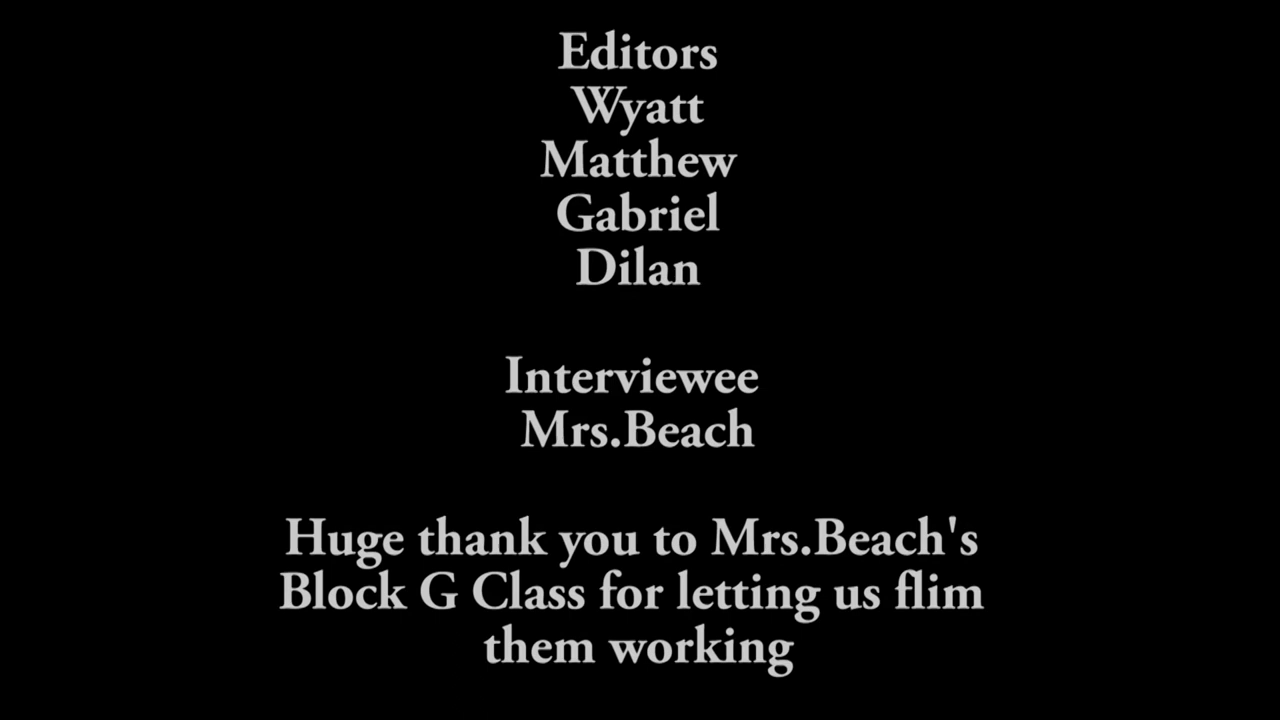 Editors
Wyatt
Matthew
Gabriel
Dilan
Interviewee
Mrs.Beach
Huge thank you to Mrs.Beach's
Block G Class for letting us flim
them working